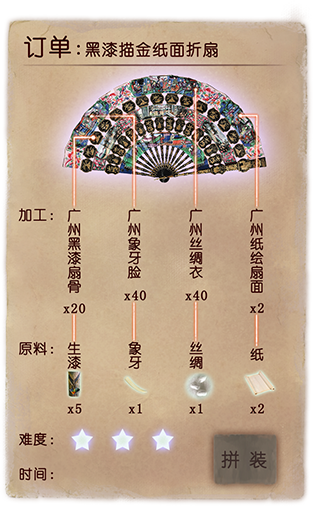 订单:黑漆描金纸面折扇
加工: 广州黑漆扇骨 广州象牙脸 广州丝绸衣 广州纸绘扇面
x20 x40 x40 x2
原料: 生漆 象牙 丝绸 纸
x5 x1 x1 x2
难度:
时间:
拼装